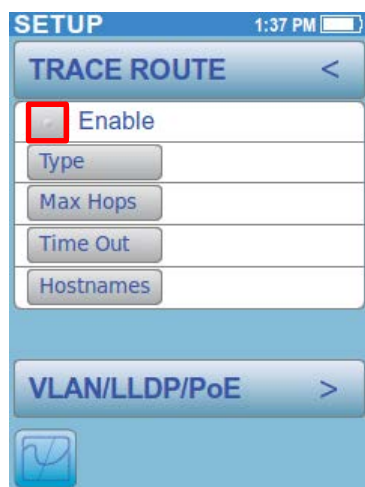 SETUP 1:37 PM
TRACE ROUTE <
Enable
Type
Max Hops
Time Out
Hostnames
VLAN/LLDP/PoE >